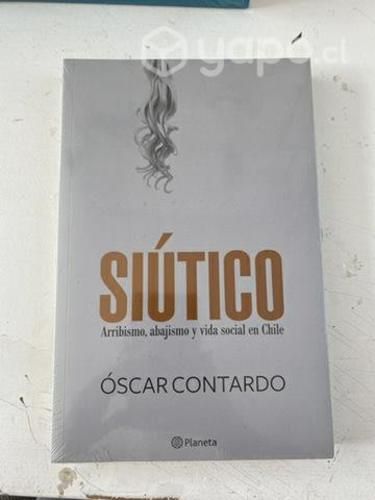 yapo.cl
SIÚTICO
Arribismo, abajismo y vida social en Chile
ÓSCAR CONTARDO
Planeta